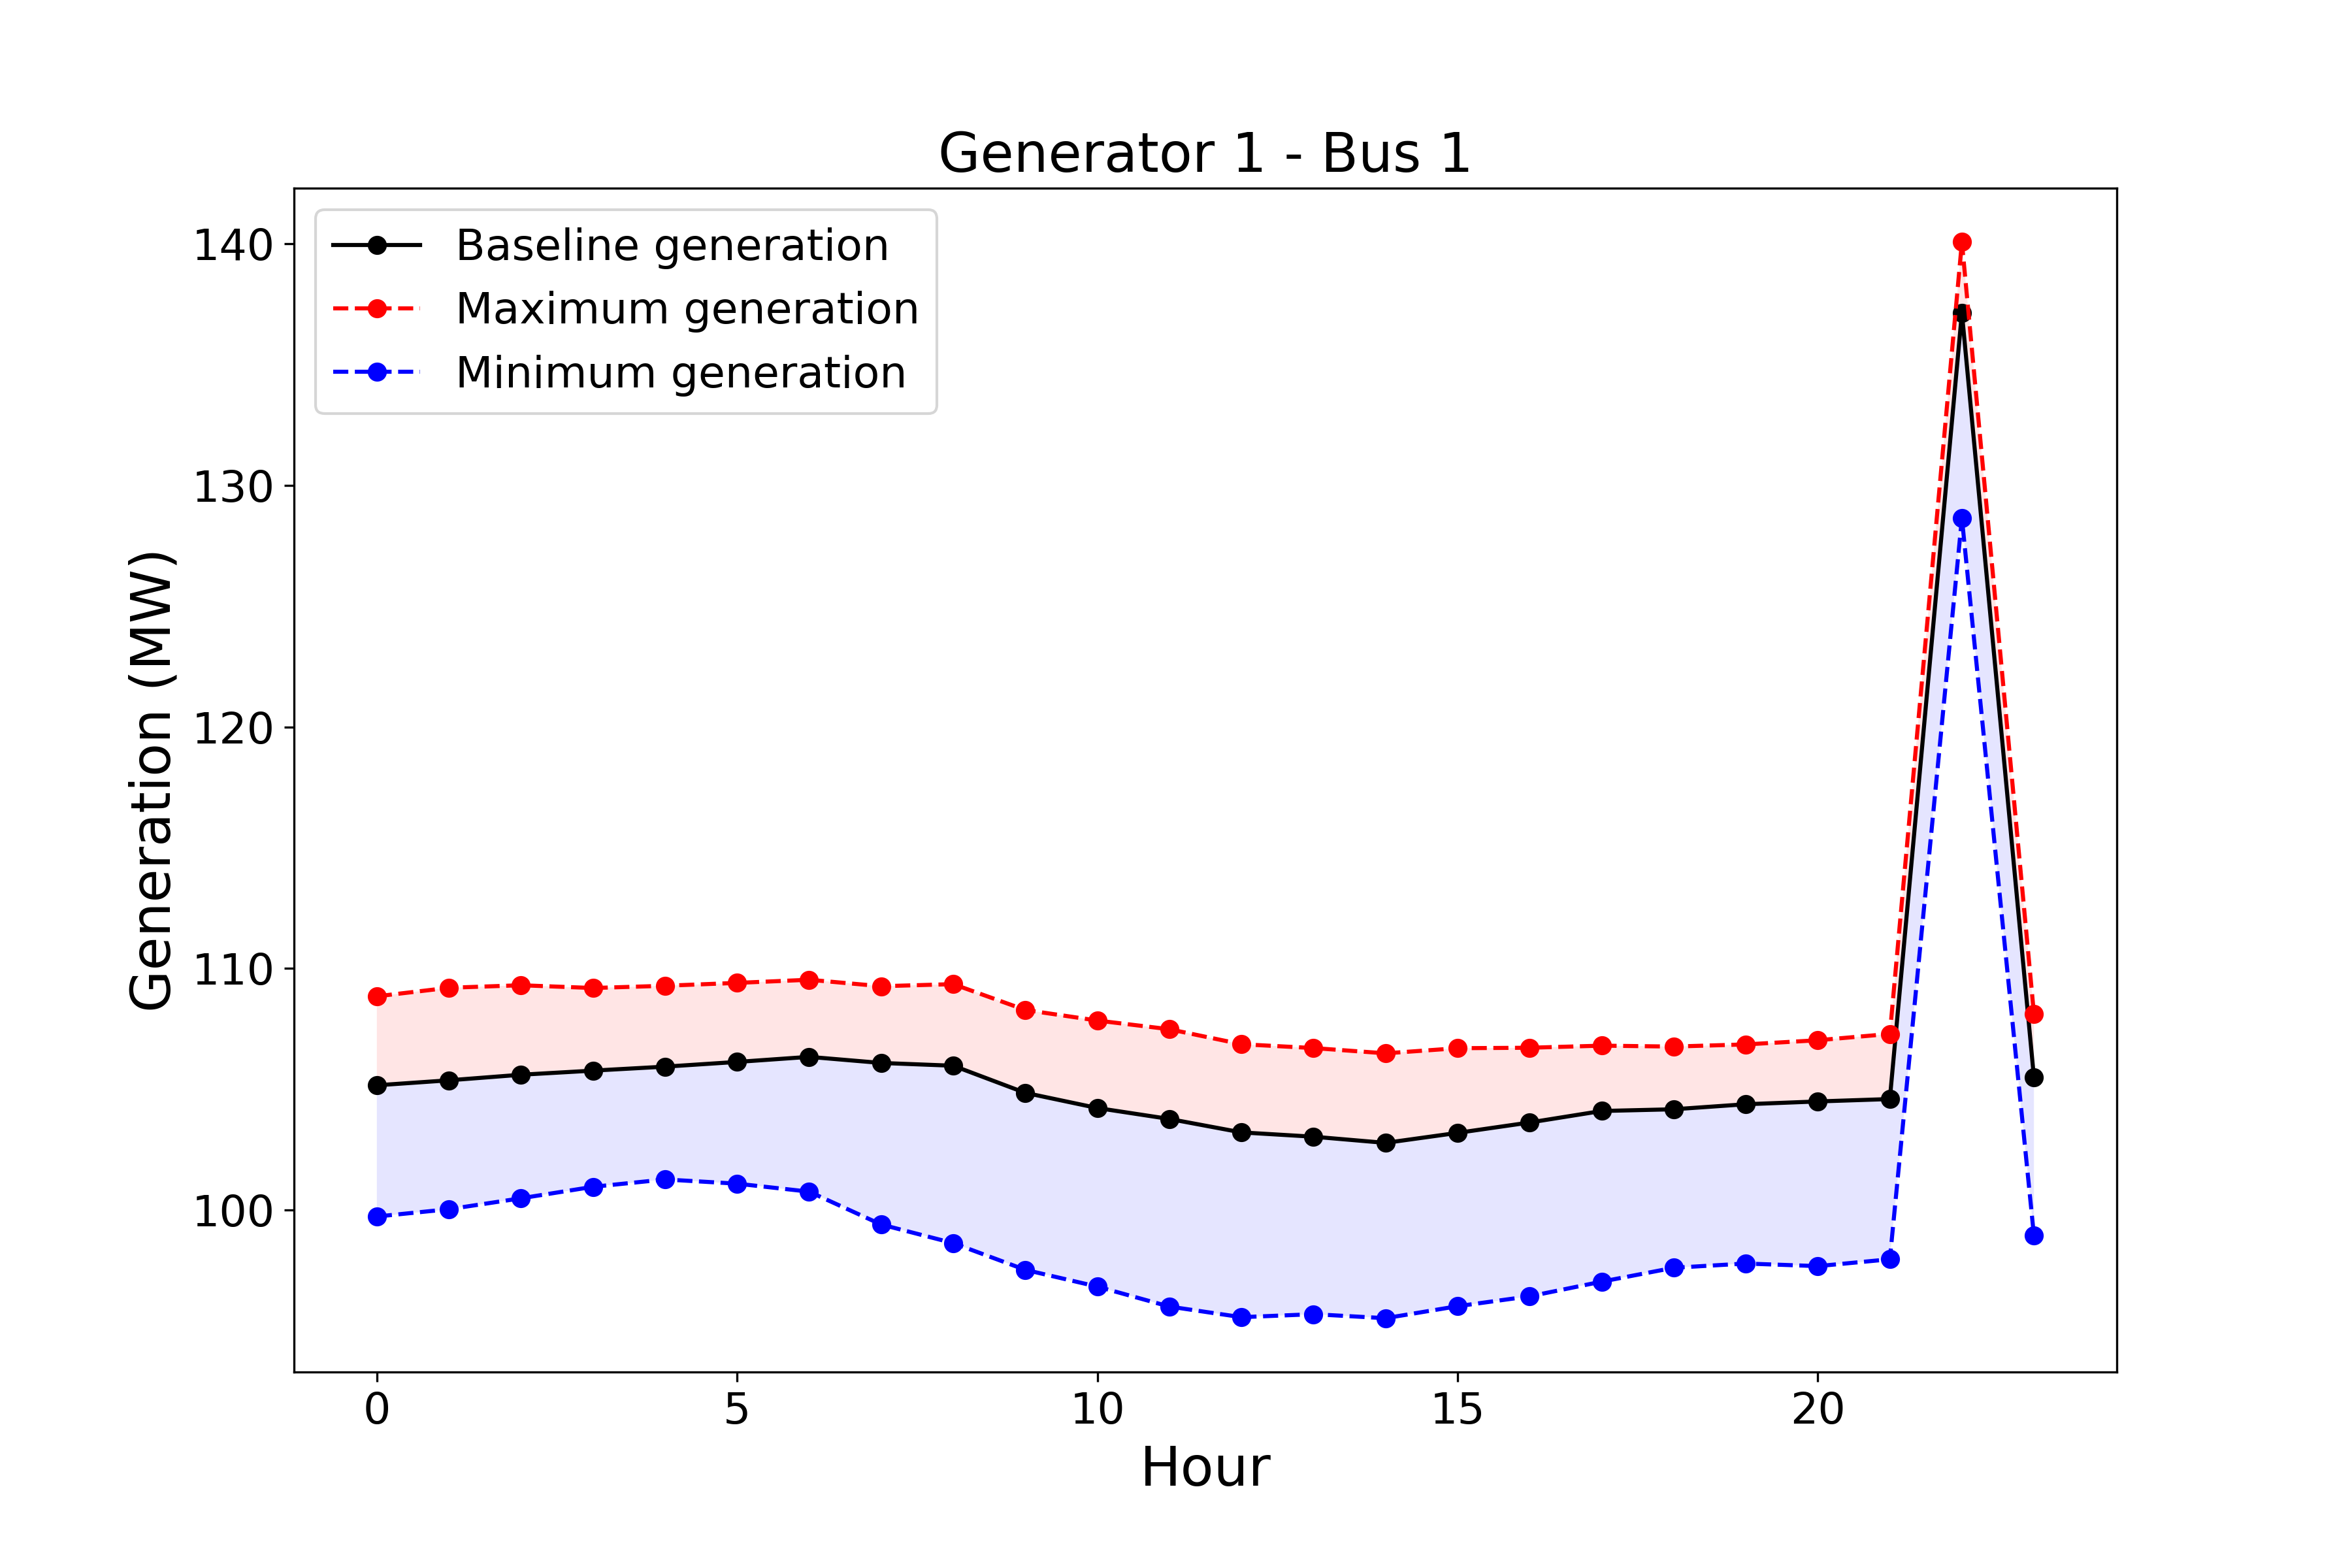 Generator 1 - Bus 1
Baseline generation
Maximum generation
Minimum generation
140
130
120
110
100
Generation (MW)
0 5 10 15 20
Hour